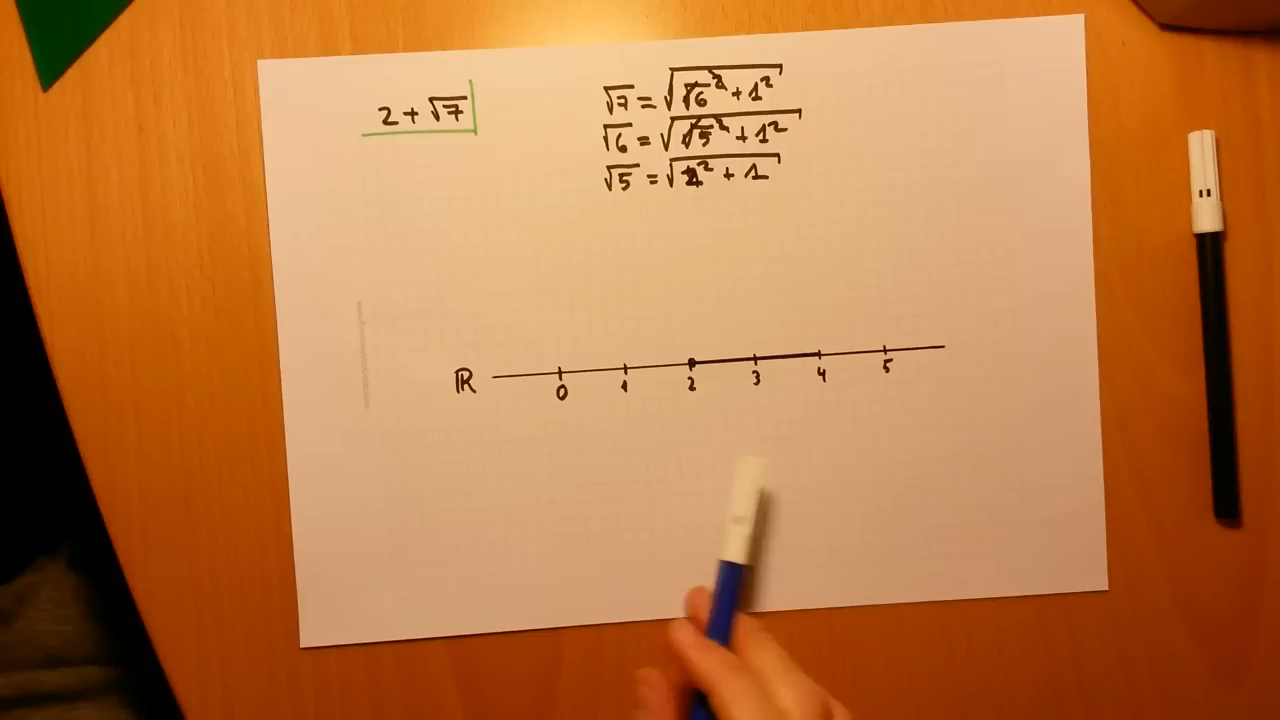 2 + √7
√7 = √(√6² + 1²)
√6 = √(√5² + 1²)
√5 = √(2² + 1)
ℝ
0 1 2 3 4 5